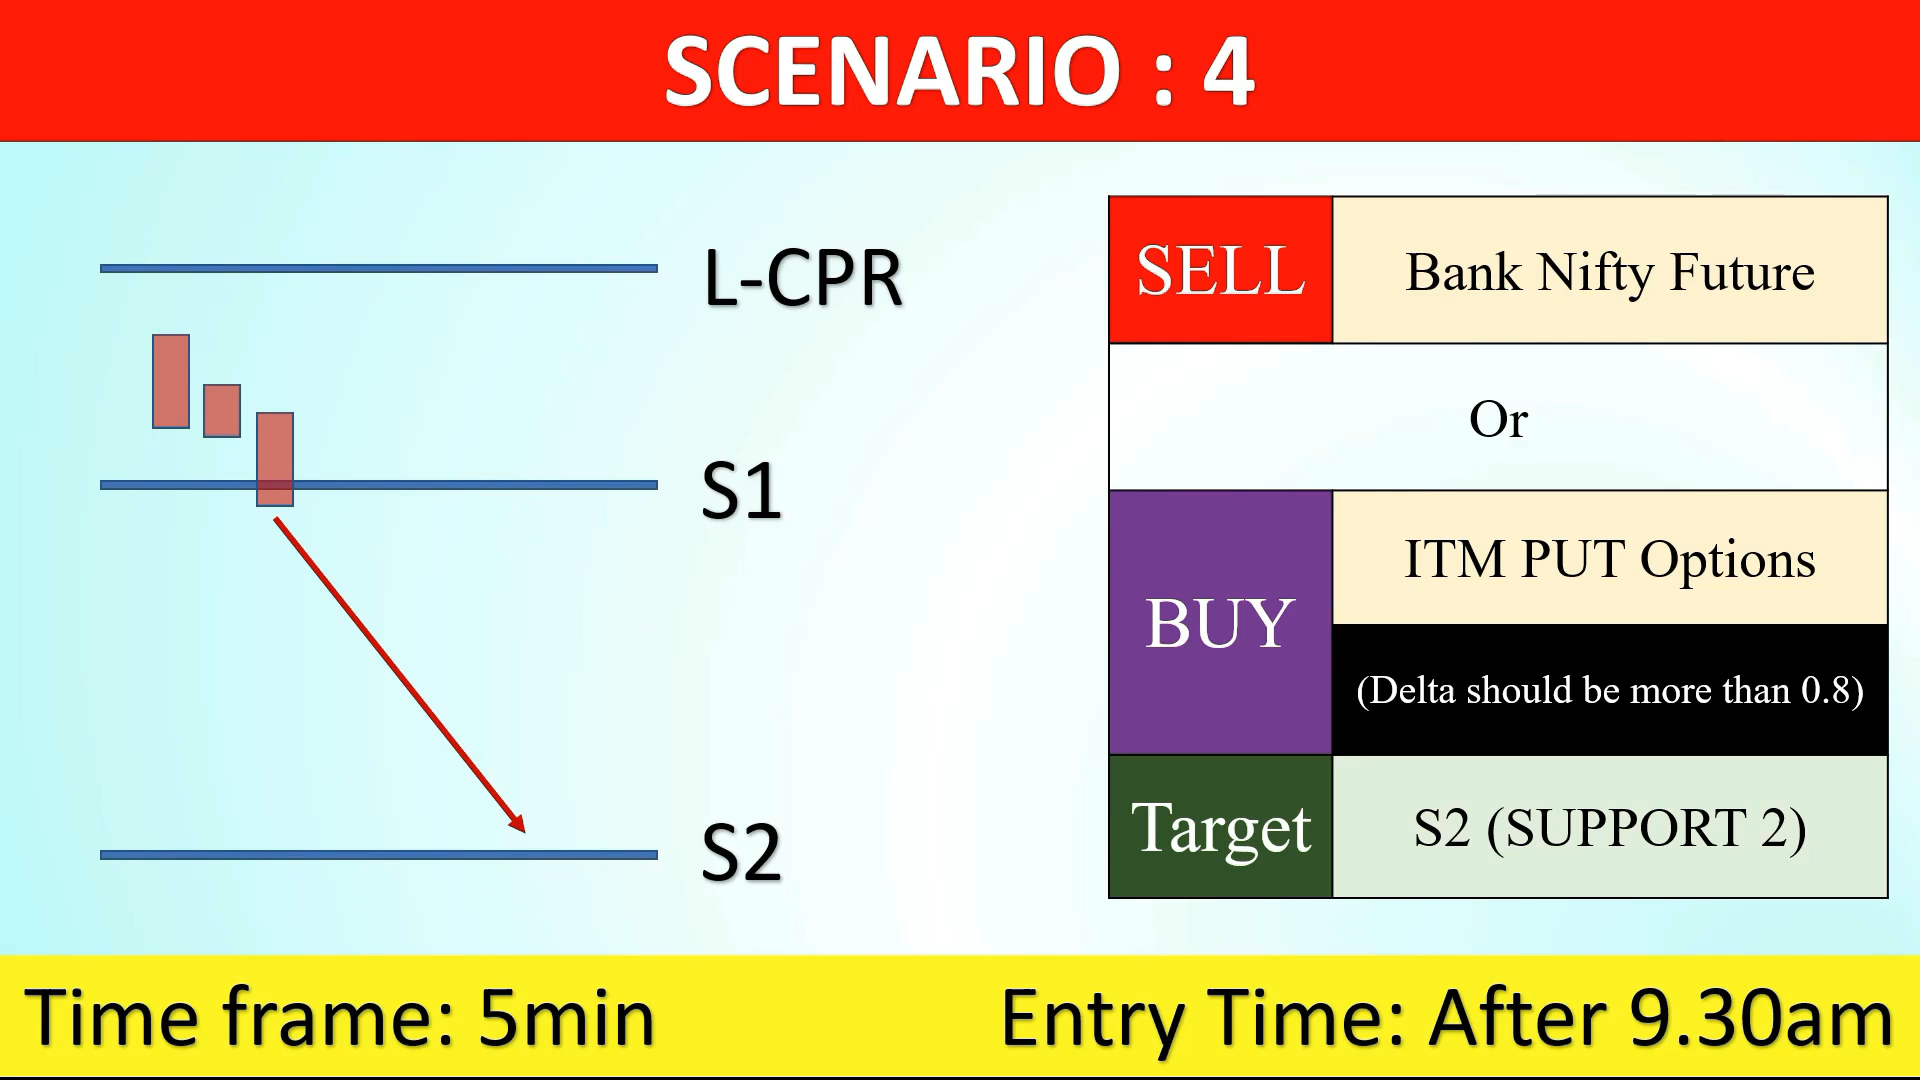 SCENARIO : 4
L-CPR
S1
S2
SELL
Bank Nifty Future
Or
BUY
ITM PUT Options
(Delta should be more than 0.8)
Target
S2 (SUPPORT 2)
Time frame: 5min
Entry Time: After 9.30am